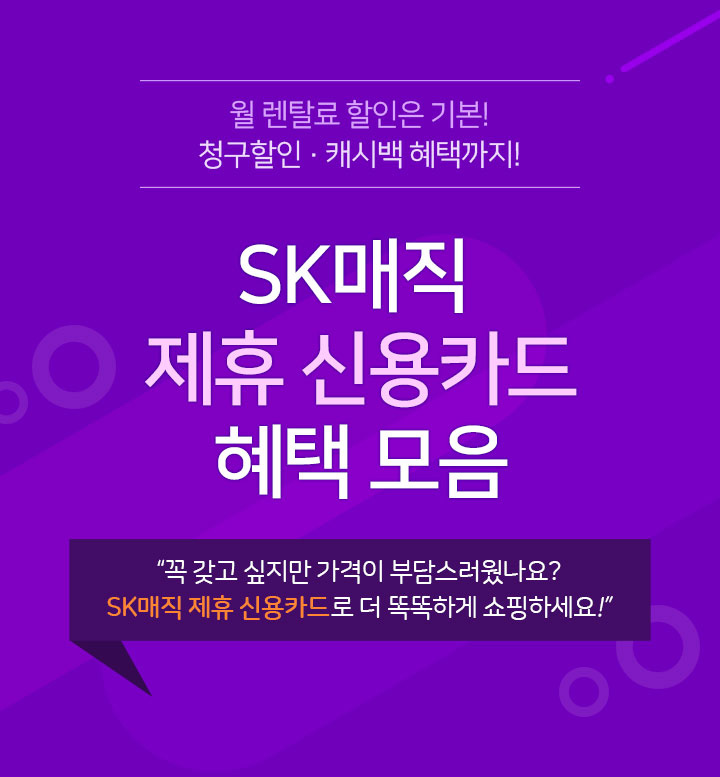 월 렌탈료 할인은 기본!
청구할인 · 캐시백 혜택까지!
SK매직
제휴 신용카드
혜택 모음
“꼭 갖고 싶지만 가격이 부담스러웠나요?
SK매직 제휴 신용카드로 더 똑똑하게 쇼핑하세요!”